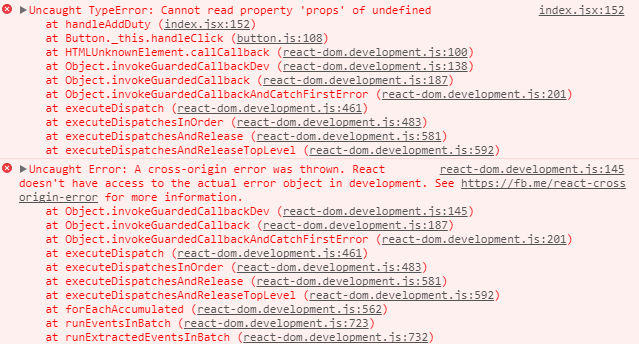 ▶Uncaught TypeError: Cannot read property 'props' of undefined index.jsx:152
at handleAddDuty (index.jsx:152)
at Button._this.handleClick (button.js:108)
at HTMLUnknownElement.callCallback (react-dom.development.js:100)
at Object.invokeGuardedCallbackDev (react-dom.development.js:138)
at Object.invokeGuardedCallback (react-dom.development.js:187)
at Object.invokeGuardedCallbackAndCatchFirstError (react-dom.development.js:201)
at executeDispatch (react-dom.development.js:461)
at executeDispatchesInOrder (react-dom.development.js:483)
at executeDispatchesAndRelease (react-dom.development.js:581)
at executeDispatchesAndReleaseTopLevel (react-dom.development.js:592)
▶Uncaught Error: A cross-origin error was thrown. React react-dom.development.js:145
doesn't have access to the actual error object in development. See https://fb.me/react-cross
origin-error for more information.
at Object.invokeGuardedCallbackDev (react-dom.development.js:145)
at Object.invokeGuardedCallback (react-dom.development.js:187)
at Object.invokeGuardedCallbackAndCatchFirstError (react-dom.development.js:201)
at executeDispatch (react-dom.development.js:461)
at executeDispatchesInOrder (react-dom.development.js:483)
at executeDispatchesAndRelease (react-dom.development.js:581)
at executeDispatchesAndReleaseTopLevel (react-dom.development.js:592)
at forEachAccumulated (react-dom.development.js:562)
at runEventsInBatch (react-dom.development.js:723)
at runExtractedEventsInBatch (react-dom.development.js:732)